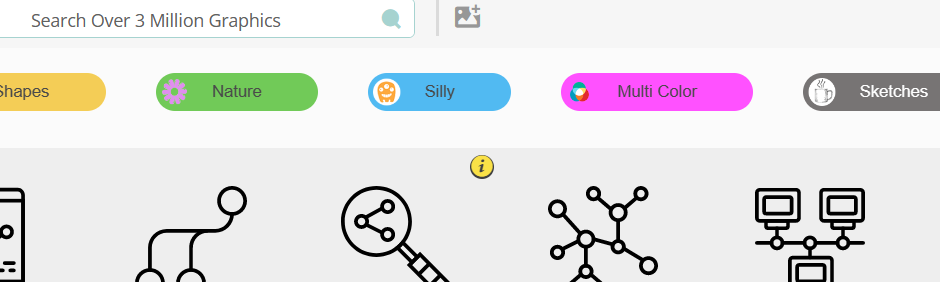 Search Over 3 Million Graphics
Shapes
Nature
Silly
Multi Color
Sketches
i